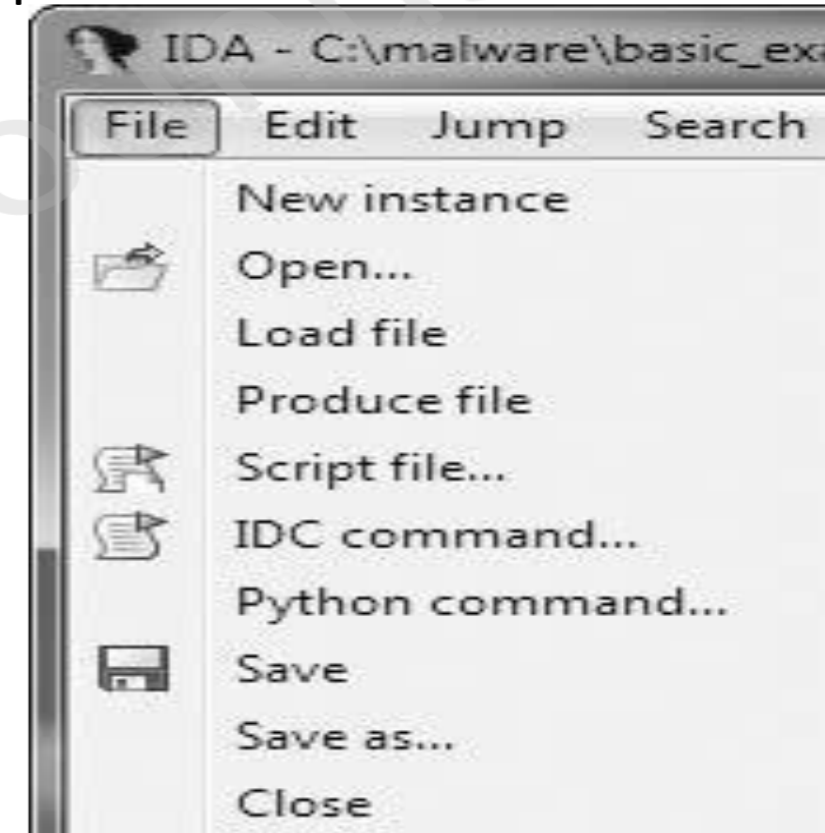 IDA - C:\malware\basic_exa
File Edit Jump Search
New instance
Open...
Load file
Produce file
Script file...
IDC command...
Python command...
Save
Save as...
Close